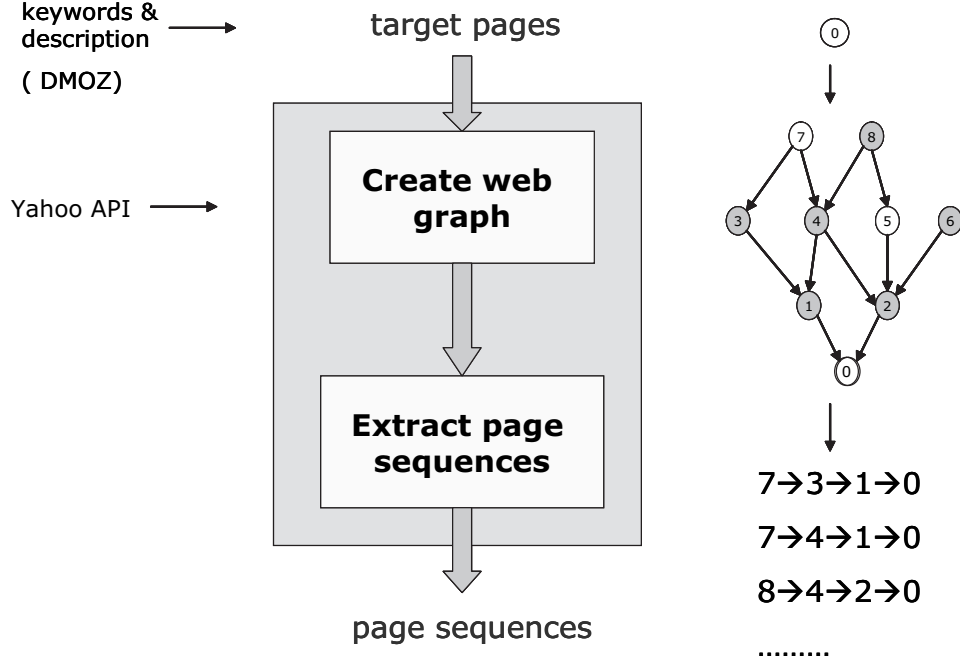 keywords &
description
( DMOZ)
target pages
Yahoo API
Create web
graph
Extract page
sequences
page sequences
0
7 8
3 4 5 6
1 2
0
7→3→1→0
7→4→1→0
8→4→2→0
.........